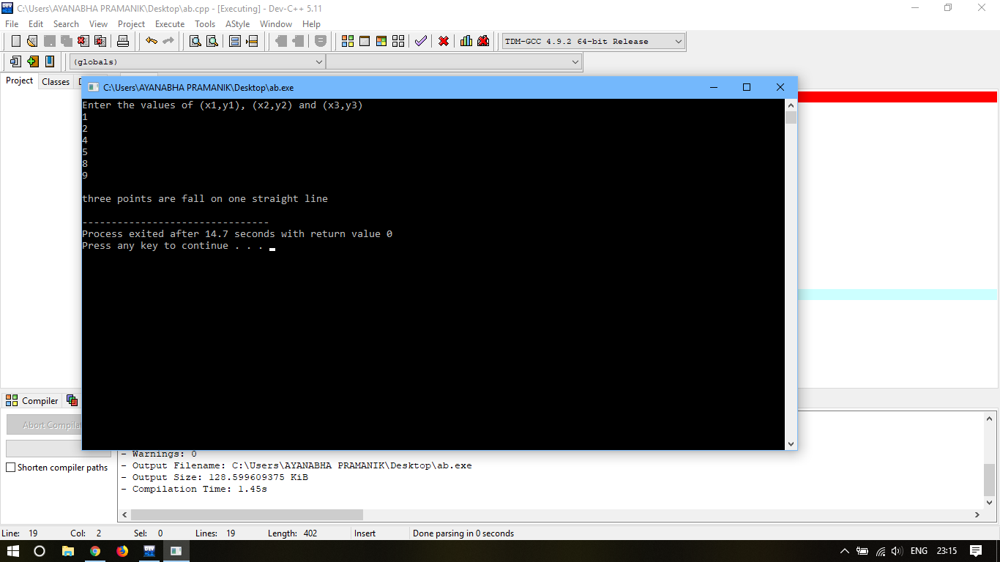 C:\Users\AYANABHA PRAMANIK\Desktop\ab.cpp - [Executing] - Dev-C++ 5.11
File Edit Search View Project Execute Tools AStyle Window Help
TDM-GCC 4.9.2 64-bit Release
(globals)
Project Classes D
C:\Users\AYANABHA PRAMANIK\Desktop\ab.exe
Enter the values of (x1,y1), (x2,y2) and (x3,y3)
1
2
4
5
8
9
three points are fall on one straight line
--------------------------------
Process exited after 14.7 seconds with return value 0
Press any key to continue . . .
Compiler
Abort Compilat
- Warnings: 0
- Output Filename: C:\Users\AYANABHA PRAMANIK\Desktop\ab.exe
Shorten compiler paths
- Output Size: 128.599609375 KiB
- Compilation Time: 1.45s
Line: 19 Col: 2 Sel: 0 Lines: 19 Length: 402 Insert Done parsing in 0 seconds
ENG 23:15